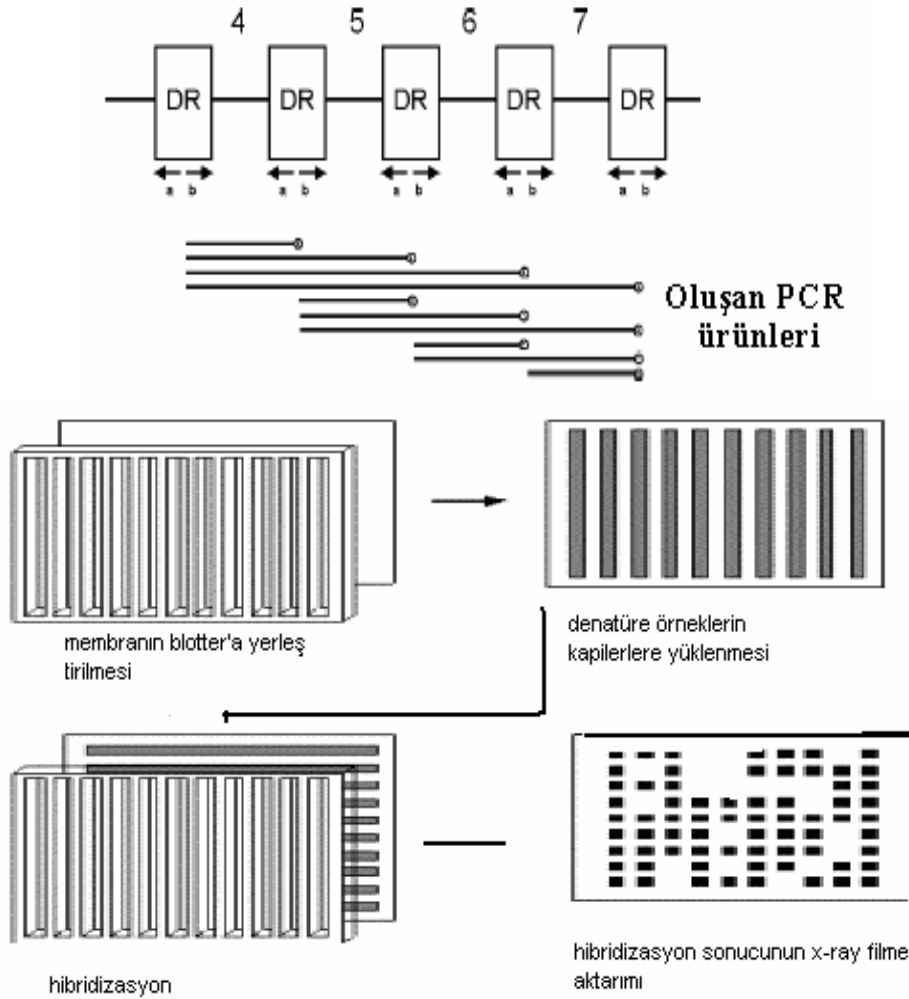 4 5 6 7
DR DR DR DR DR
a b a b a b a b a b
Oluşan PCR
ürünleri
membranın blotter'a yerleş
tirilmesi
denatüre örneklerin
kapilerlere yüklenmesi
hibridizasyon
hibridizasyon sonucunun x-ray filme
aktarımı